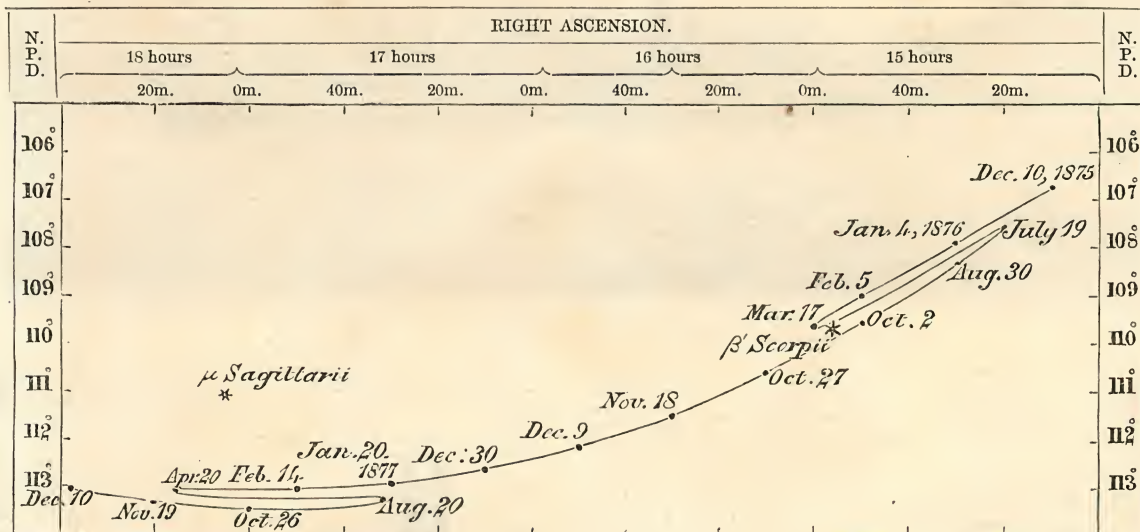 RIGHT ASCENSION.
N. P. D.
18 hours 17 hours 16 hours 15 hours
N. P. D.
20m. 0m. 40m. 20m. 0m. 40m. 20m. 0m. 40m. 20m.
106° 106°
Dec. 10, 1875
107° 107°
Jan. 4, 1876 July 19
108° 108°
Aug. 30
Feb. 5
109° 109°
Mar. 17 Oct. 2
110° 110°
β' Scorpii
Oct. 27
μ Sagittarii
111° 111°
Nov. 18
Dec. 9
112° 112°
Jan. 20. 1877
Dec: 30
Apr. 20 Feb. 14
113° 113°
Dec. 10 Nov. 19 Oct. 26 Aug. 20